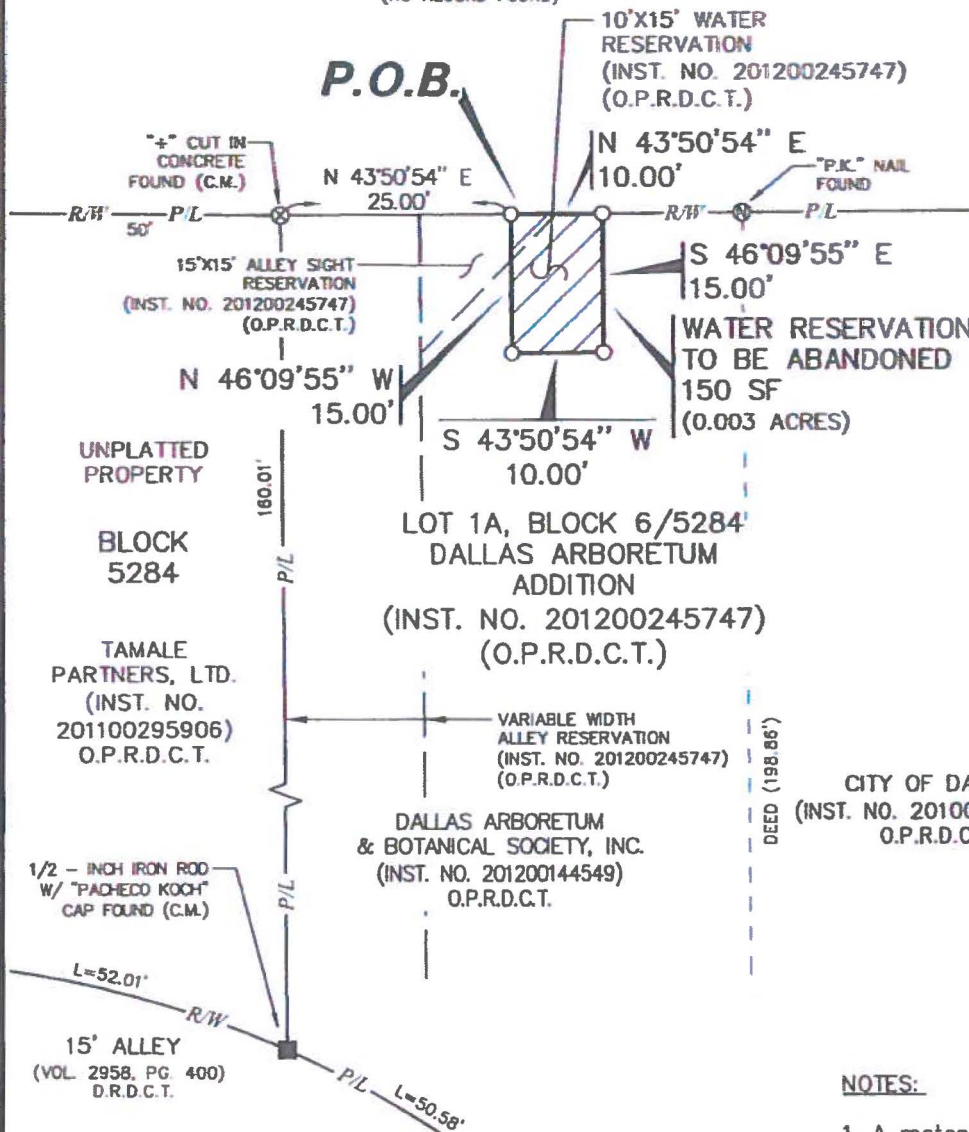 10'X15' WATER
RESERVATION
(INST. NO. 201200245747)
(O.P.R.D.C.T.)
P.O.B.
"+" CUT IN
CONCRETE
FOUND (C.M.)
N 43°50'54" E
25.00'
N 43°50'54" E
10.00'
"P.K." NAIL
FOUND
R/W
P/L
50'
R/W
N
P/L
15'X15' ALLEY SIGHT
RESERVATION
(INST. NO. 201200245747)
(O.P.R.D.C.T.)
S 46°09'55" E
15.00'
WATER RESERVATION
TO BE ABANDONED
150 SF
(0.003 ACRES)
N 46°09'55" W
15.00'
S 43°50'54" W
10.00'
UNPLATTED
PROPERTY
160.01'
BLOCK
5284
P/L
LOT 1A, BLOCK 6/5284
DALLAS ARBORETUM
ADDITION
(INST. NO. 201200245747)
(O.P.R.D.C.T.)
TAMALE
PARTNERS, LTD.
(INST. NO.
201100295906)
O.P.R.D.C.T.
VARIABLE WIDTH
ALLEY RESERVATION
(INST. NO. 201200245747)
(O.P.R.D.C.T.)
DEED (198.86')
CITY OF DA
(INST. NO. 2010
O.P.R.D.C
DALLAS ARBORETUM
& BOTANICAL SOCIETY, INC.
(INST. NO. 201200144549)
O.P.R.D.C.T.
1/2 - INCH IRON ROD
W/ "PACHECO KOCH"
CAP FOUND (C.M.)
P/L
L=52.01'
R/W
15' ALLEY
(VOL. 2958, PG. 400)
D.R.D.C.T.
P/L
L=50.58'
NOTES: